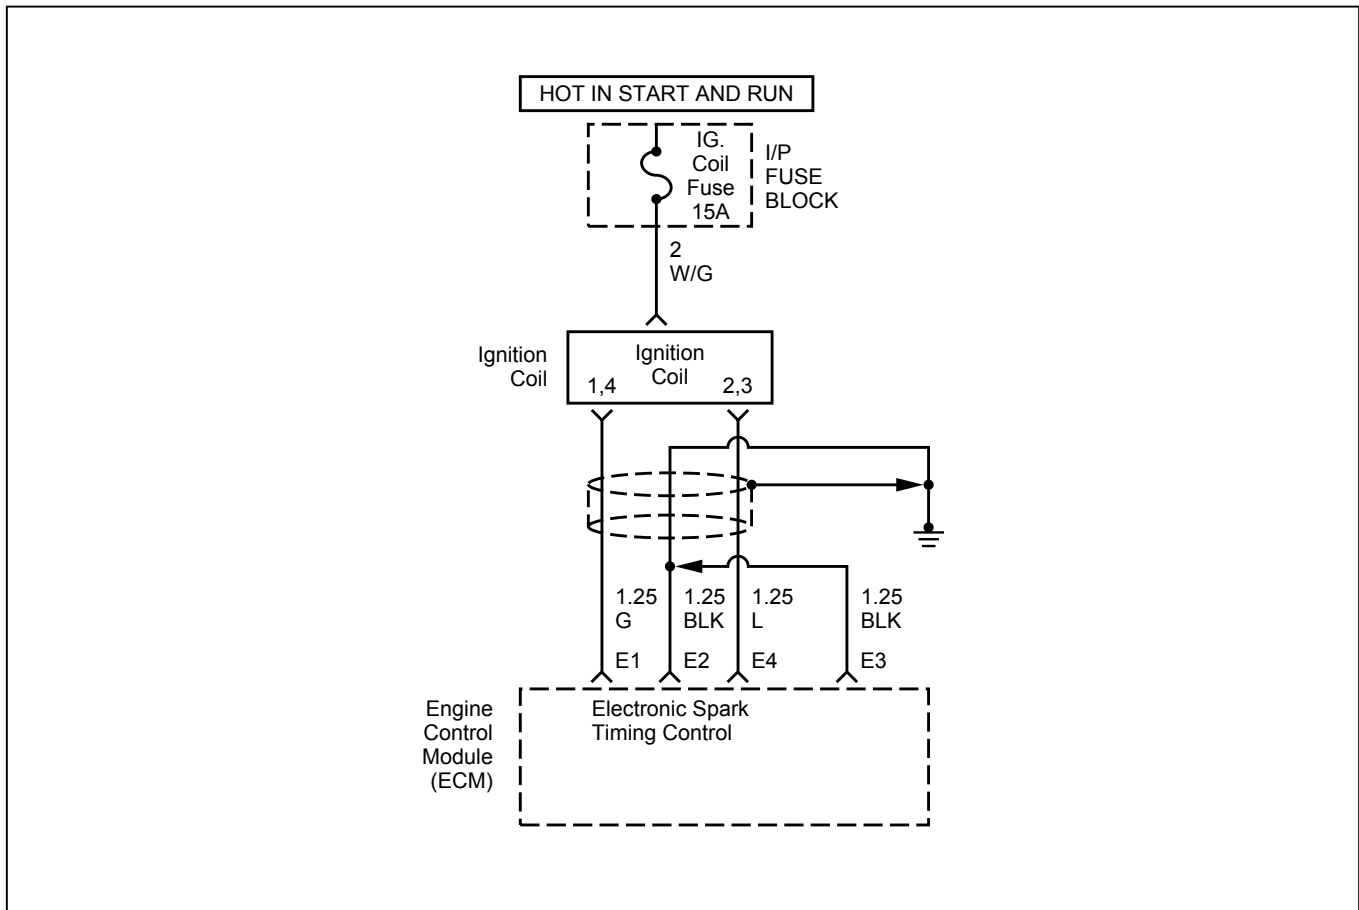 HOT IN START AND RUN
IG.
Coil
Fuse
15A
I/P
FUSE
BLOCK
2
W/G
Ignition
Coil
Ignition
Coil
1,4
2,3
1.25
G
1.25
BLK
1.25
L
1.25
BLK
E1
E2
E4
E3
Engine
Control
Module
(ECM)
Electronic Spark
Timing Control